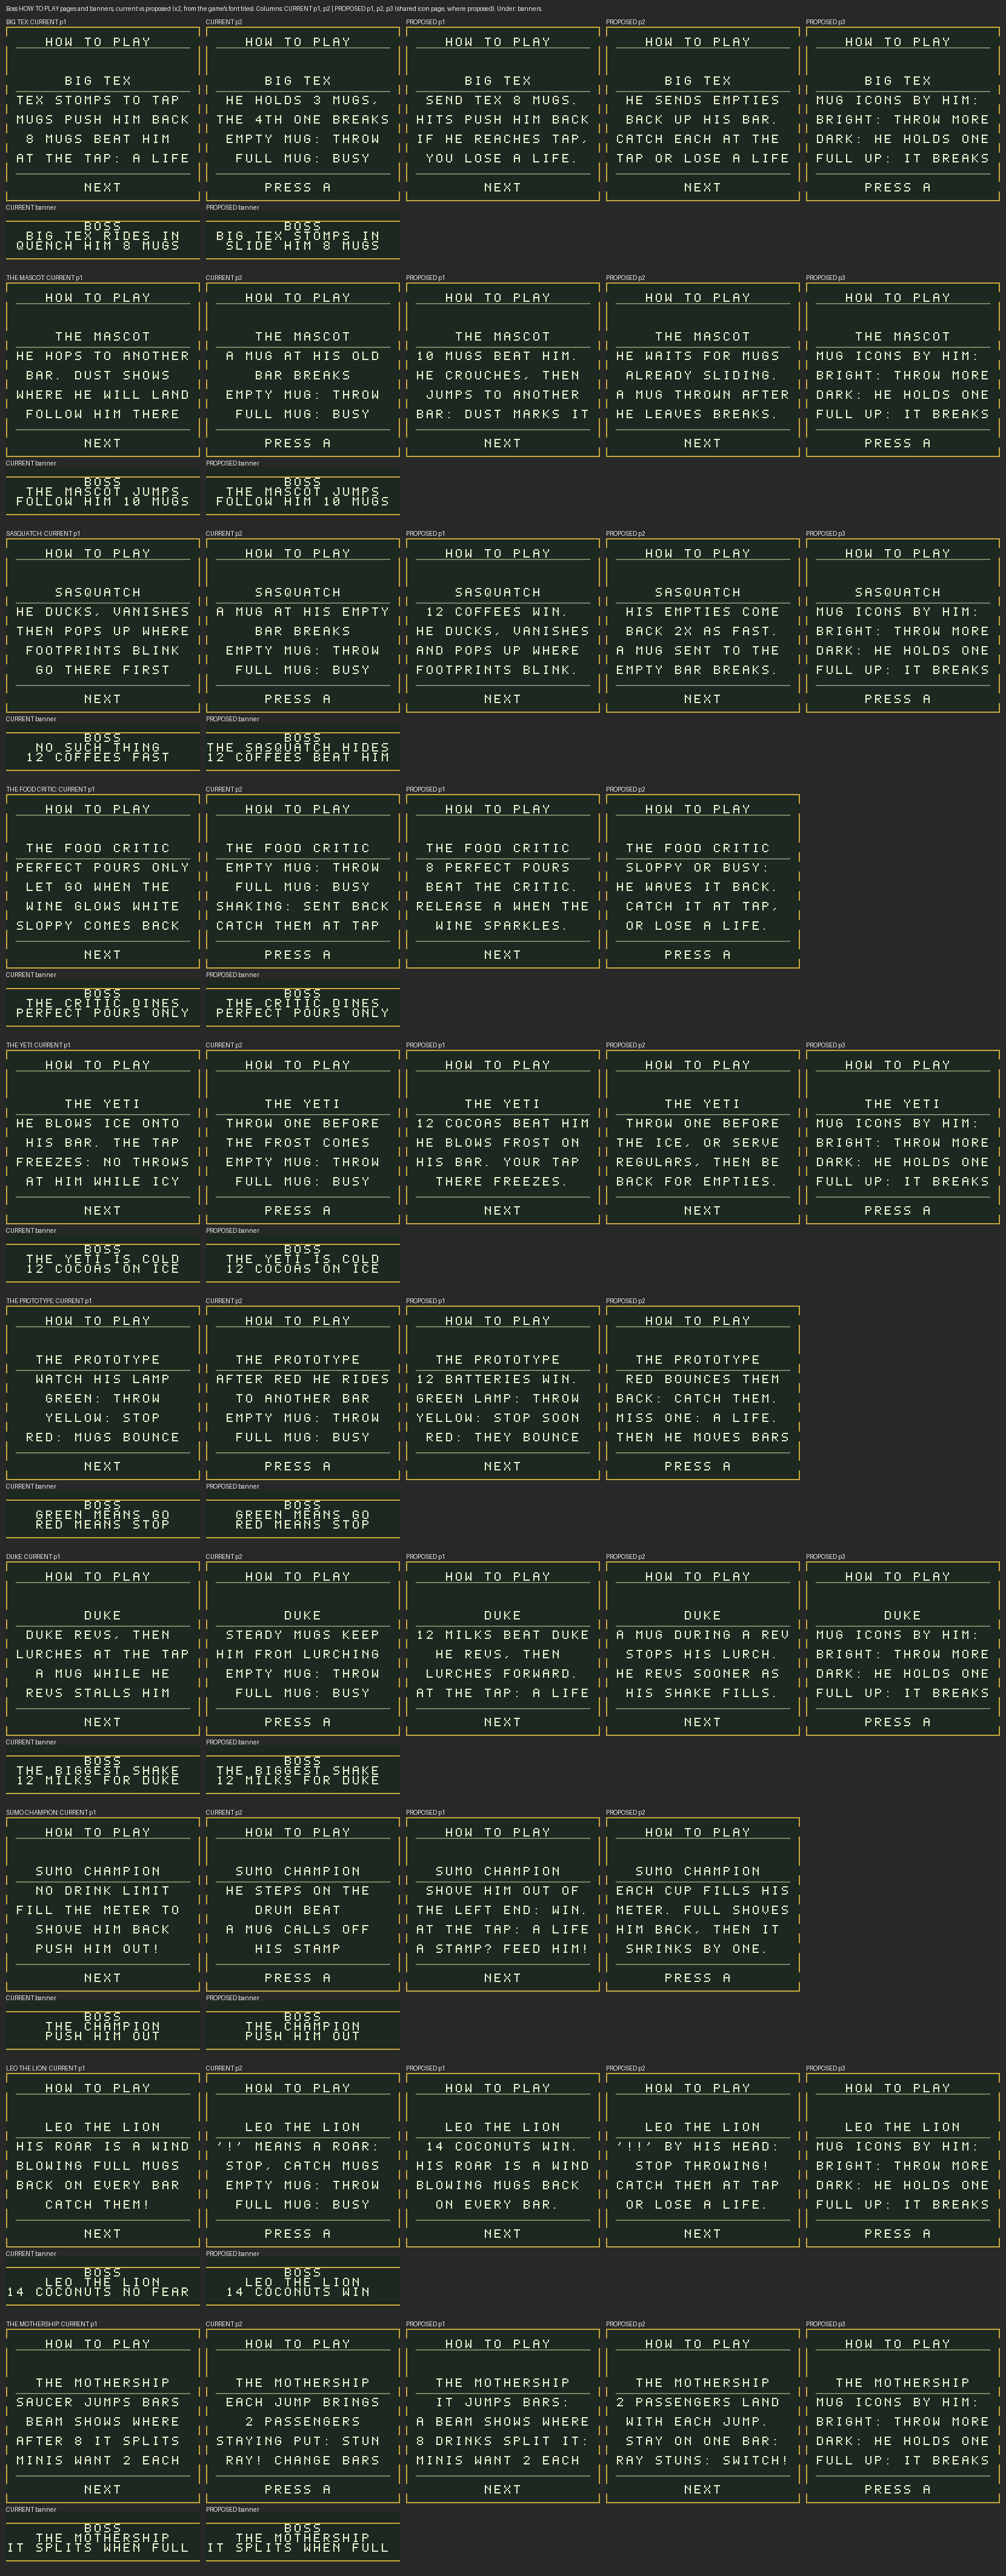 Boss HOW TO PLAY pages and banners, current vs proposed (x2, from the game's font tiles). Columns: CURRENT p1, p2 | PROPOSED p1, p2, p3 (shared icon page, where proposed). Under: banners.
BIG TEX: CURRENT p1
HOW TO PLAY
BIG TEX
TEX STOMPS TO TAP
MUGS PUSH HIM BACK
8 MUGS BEAT HIM
AT THE TAP: A LIFE
NEXT
CURRENT p2
HOW TO PLAY
BIG TEX
HE HOLDS 3 MUGS,
THE 4TH ONE BREAKS
EMPTY MUG: THROW
FULL MUG: BUSY
PRESS A
PROPOSED p1
HOW TO PLAY
BIG TEX
SEND TEX 8 MUGS.
HITS PUSH HIM BACK
IF HE REACHES TAP,
YOU LOSE A LIFE.
NEXT
PROPOSED p2
HOW TO PLAY
BIG TEX
HE SENDS EMPTIES
BACK UP HIS BAR.
CATCH EACH AT THE
TAP OR LOSE A LIFE
NEXT
PROPOSED p3
HOW TO PLAY
BIG TEX
MUG ICONS BY HIM:
BRIGHT: THROW MORE
DARK: HE HOLDS ONE
FULL UP: IT BREAKS
PRESS A
CURRENT banner
BOSS
BIG TEX RIDES IN
QUENCH HIM 8 MUGS
PROPOSED banner
BOSS
BIG TEX STOMPS IN
SLIDE HIM 8 MUGS
THE MASCOT: CURRENT p1
HOW TO PLAY
THE MASCOT
HE HOPS TO ANOTHER
BAR. DUST SHOWS
WHERE HE WILL LAND
FOLLOW HIM THERE
NEXT
CURRENT p2
HOW TO PLAY
THE MASCOT
A MUG AT HIS OLD
BAR BREAKS
EMPTY MUG: THROW
FULL MUG: BUSY
PRESS A
PROPOSED p1
HOW TO PLAY
THE MASCOT
10 MUGS BEAT HIM.
HE CROUCHES, THEN
JUMPS TO ANOTHER
BAR: DUST MARKS IT
NEXT
PROPOSED p2
HOW TO PLAY
THE MASCOT
HE WAITS FOR MUGS
ALREADY SLIDING.
A MUG THROWN AFTER
HE LEAVES BREAKS.
NEXT
PROPOSED p3
HOW TO PLAY
THE MASCOT
MUG ICONS BY HIM:
BRIGHT: THROW MORE
DARK: HE HOLDS ONE
FULL UP: IT BREAKS
PRESS A
CURRENT banner
BOSS
THE MASCOT JUMPS
FOLLOW HIM 10 MUGS
PROPOSED banner
BOSS
THE MASCOT JUMPS
FOLLOW HIM 10 MUGS
SASQUATCH: CURRENT p1
HOW TO PLAY
SASQUATCH
HE DUCKS, VANISHES
THEN POPS UP WHERE
FOOTPRINTS BLINK
GO THERE FIRST
NEXT
CURRENT p2
HOW TO PLAY
SASQUATCH
A MUG AT HIS EMPTY
BAR BREAKS
EMPTY MUG: THROW
FULL MUG: BUSY
PRESS A
PROPOSED p1
HOW TO PLAY
SASQUATCH
12 COFFEES WIN.
HE DUCKS, VANISHES
AND POPS UP WHERE
FOOTPRINTS BLINK.
NEXT
PROPOSED p2
HOW TO PLAY
SASQUATCH
HIS EMPTIES COME
BACK 2X AS FAST.
A MUG SENT TO THE
EMPTY BAR BREAKS.
NEXT
PROPOSED p3
HOW TO PLAY
SASQUATCH
MUG ICONS BY HIM:
BRIGHT: THROW MORE
DARK: HE HOLDS ONE
FULL UP: IT BREAKS
PRESS A
CURRENT banner
BOSS
NO SUCH THING
12 COFFEES FAST
PROPOSED banner
BOSS
THE SASQUATCH HIDES
12 COFFEES BEAT HIM
THE FOOD CRITIC: CURRENT p1
HOW TO PLAY
THE FOOD CRITIC
PERFECT POURS ONLY
LET GO WHEN THE
WINE GLOWS WHITE
SLOPPY COMES BACK
NEXT
CURRENT p2
HOW TO PLAY
THE FOOD CRITIC
EMPTY MUG: THROW
FULL MUG: BUSY
SHAKING: SENT BACK
CATCH THEM AT TAP
PRESS A
PROPOSED p1
HOW TO PLAY
THE FOOD CRITIC
8 PERFECT POURS
BEAT THE CRITIC.
RELEASE A WHEN THE
WINE SPARKLES.
NEXT
PROPOSED p2
HOW TO PLAY
THE FOOD CRITIC
SLOPPY OR BUSY:
HE WAVES IT BACK.
CATCH IT AT TAP,
OR LOSE A LIFE.
PRESS A
CURRENT banner
BOSS
THE CRITIC DINES
PERFECT POURS ONLY
PROPOSED banner
BOSS
THE CRITIC DINES
PERFECT POURS ONLY
THE YETI: CURRENT p1
HOW TO PLAY
THE YETI
HE BLOWS ICE ONTO
HIS BAR. THE TAP
FREEZES: NO THROWS
AT HIM WHILE ICY
NEXT
CURRENT p2
HOW TO PLAY
THE YETI
THROW ONE BEFORE
THE FROST COMES
EMPTY MUG: THROW
FULL MUG: BUSY
PRESS A
PROPOSED p1
HOW TO PLAY
THE YETI
12 COCOAS BEAT HIM
HE BLOWS FROST ON
HIS BAR. YOUR TAP
THERE FREEZES.
NEXT
PROPOSED p2
HOW TO PLAY
THE YETI
THROW ONE BEFORE
THE ICE, OR SERVE
REGULARS, THEN BE
BACK FOR EMPTIES.
NEXT
PROPOSED p3
HOW TO PLAY
THE YETI
MUG ICONS BY HIM:
BRIGHT: THROW MORE
DARK: HE HOLDS ONE
FULL UP: IT BREAKS
PRESS A
CURRENT banner
BOSS
THE YETI IS COLD
12 COCOAS ON ICE
PROPOSED banner
BOSS
THE YETI IS COLD
12 COCOAS ON ICE
THE PROTOTYPE: CURRENT p1
HOW TO PLAY
THE PROTOTYPE
WATCH HIS LAMP
GREEN: THROW
YELLOW: STOP
RED: MUGS BOUNCE
NEXT
CURRENT p2
HOW TO PLAY
THE PROTOTYPE
AFTER RED HE RIDES
TO ANOTHER BAR
EMPTY MUG: THROW
FULL MUG: BUSY
PRESS A
PROPOSED p1
HOW TO PLAY
THE PROTOTYPE
12 BATTERIES WIN.
GREEN LAMP: THROW
YELLOW: STOP SOON
RED: THEY BOUNCE
NEXT
PROPOSED p2
HOW TO PLAY
THE PROTOTYPE
RED BOUNCES THEM
BACK: CATCH THEM.
MISS ONE: A LIFE.
THEN HE MOVES BARS
PRESS A
CURRENT banner
BOSS
GREEN MEANS GO
RED MEANS STOP
PROPOSED banner
BOSS
GREEN MEANS GO
RED MEANS STOP
DUKE: CURRENT p1
HOW TO PLAY
DUKE
DUKE REVS, THEN
LURCHES AT THE TAP
A MUG WHILE HE
REVS STALLS HIM
NEXT
CURRENT p2
HOW TO PLAY
DUKE
STEADY MUGS KEEP
HIM FROM LURCHING
EMPTY MUG: THROW
FULL MUG: BUSY
PRESS A
PROPOSED p1
HOW TO PLAY
DUKE
12 MILKS BEAT DUKE
HE REVS, THEN
LURCHES FORWARD.
AT THE TAP: A LIFE
NEXT
PROPOSED p2
HOW TO PLAY
DUKE
A MUG DURING A REV
STOPS HIS LURCH.
HE REVS SOONER AS
HIS SHAKE FILLS.
NEXT
PROPOSED p3
HOW TO PLAY
DUKE
MUG ICONS BY HIM:
BRIGHT: THROW MORE
DARK: HE HOLDS ONE
FULL UP: IT BREAKS
PRESS A
CURRENT banner
BOSS
THE BIGGEST SHAKE
12 MILKS FOR DUKE
PROPOSED banner
BOSS
THE BIGGEST SHAKE
12 MILKS FOR DUKE
SUMO CHAMPION: CURRENT p1
HOW TO PLAY
SUMO CHAMPION
NO DRINK LIMIT
FILL THE METER TO
SHOVE HIM BACK
PUSH HIM OUT!
NEXT
CURRENT p2
HOW TO PLAY
SUMO CHAMPION
HE STEPS ON THE
DRUM BEAT
A MUG CALLS OFF
HIS STAMP
PRESS A
PROPOSED p1
HOW TO PLAY
SUMO CHAMPION
SHOVE HIM OUT OF
THE LEFT END: WIN.
AT THE TAP: A LIFE
A STAMP? FEED HIM!
NEXT
PROPOSED p2
HOW TO PLAY
SUMO CHAMPION
EACH CUP FILLS HIS
METER. FULL SHOVES
HIM BACK, THEN IT
SHRINKS BY ONE.
PRESS A
CURRENT banner
BOSS
THE CHAMPION
PUSH HIM OUT
PROPOSED banner
BOSS
THE CHAMPION
PUSH HIM OUT
LEO THE LION: CURRENT p1
HOW TO PLAY
LEO THE LION
HIS ROAR IS A WIND
BLOWING FULL MUGS
BACK ON EVERY BAR
CATCH THEM!
NEXT
CURRENT p2
HOW TO PLAY
LEO THE LION
'!' MEANS A ROAR:
STOP, CATCH MUGS
EMPTY MUG: THROW
FULL MUG: BUSY
PRESS A
PROPOSED p1
HOW TO PLAY
LEO THE LION
14 COCONUTS WIN.
HIS ROAR IS A WIND
BLOWING MUGS BACK
ON EVERY BAR.
NEXT
PROPOSED p2
HOW TO PLAY
LEO THE LION
'!!' BY HIS HEAD:
STOP THROWING!
CATCH THEM AT TAP
OR LOSE A LIFE.
NEXT
PROPOSED p3
HOW TO PLAY
LEO THE LION
MUG ICONS BY HIM:
BRIGHT: THROW MORE
DARK: HE HOLDS ONE
FULL UP: IT BREAKS
PRESS A
CURRENT banner
BOSS
LEO THE LION
14 COCONUTS NO FEAR
PROPOSED banner
BOSS
LEO THE LION
14 COCONUTS WIN
THE MOTHERSHIP: CURRENT p1
HOW TO PLAY
THE MOTHERSHIP
SAUCER JUMPS BARS
BEAM SHOWS WHERE
AFTER 8 IT SPLITS
MINIS WANT 2 EACH
NEXT
CURRENT p2
HOW TO PLAY
THE MOTHERSHIP
EACH JUMP BRINGS
2 PASSENGERS
STAYING PUT: STUN
RAY! CHANGE BARS
PRESS A
PROPOSED p1
HOW TO PLAY
THE MOTHERSHIP
IT JUMPS BARS:
A BEAM SHOWS WHERE
8 DRINKS SPLIT IT:
MINIS WANT 2 EACH
NEXT
PROPOSED p2
HOW TO PLAY
THE MOTHERSHIP
2 PASSENGERS LAND
WITH EACH JUMP.
STAY ON ONE BAR:
RAY STUNS: SWITCH!
NEXT
PROPOSED p3
HOW TO PLAY
THE MOTHERSHIP
MUG ICONS BY HIM:
BRIGHT: THROW MORE
DARK: HE HOLDS ONE
FULL UP: IT BREAKS
PRESS A
CURRENT banner
BOSS
THE MOTHERSHIP
IT SPLITS WHEN FULL
PROPOSED banner
BOSS
THE MOTHERSHIP
IT SPLITS WHEN FULL